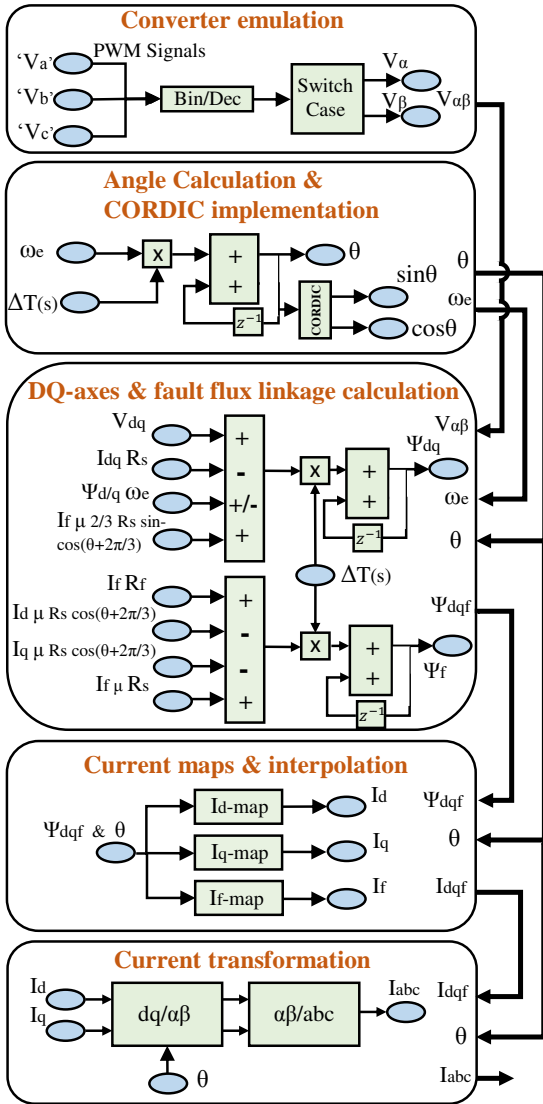 Converter emulation
‘Va’
PWM Signals
‘Vb’
‘Vc’
Bin/Dec
Switch
Case
Vα
Vβ
Vαβ
Angle Calculation &
CORDIC implementation
ωe
ΔT(s)
x
+
+
z⁻¹
θ
CORDIC
sinθ
cosθ
θ
ωe
DQ-axes & fault flux linkage calculation
Vdq
Idq Rs
Ψd/q ωe
If μ 2/3 Rs sin-
cos(θ+2π/3)
+
-
+/-
+
x
+
+
z⁻¹
Ψdq
Vαβ
ωe
θ
ΔT(s)
If Rf
Id μ Rs cos(θ+2π/3)
Iq μ Rs cos(θ+2π/3)
If μ Rs
+
-
-
+
x
+
+
z⁻¹
Ψf
Ψdqf
Current maps & interpolation
Ψdqf & θ
Id-map
Iq-map
If-map
Id
Iq
If
Ψdqf
θ
Idqf
Current transformation
Id
Iq
dq/αβ
αβ/abc
Iabc
θ
Idqf
θ
Iabc